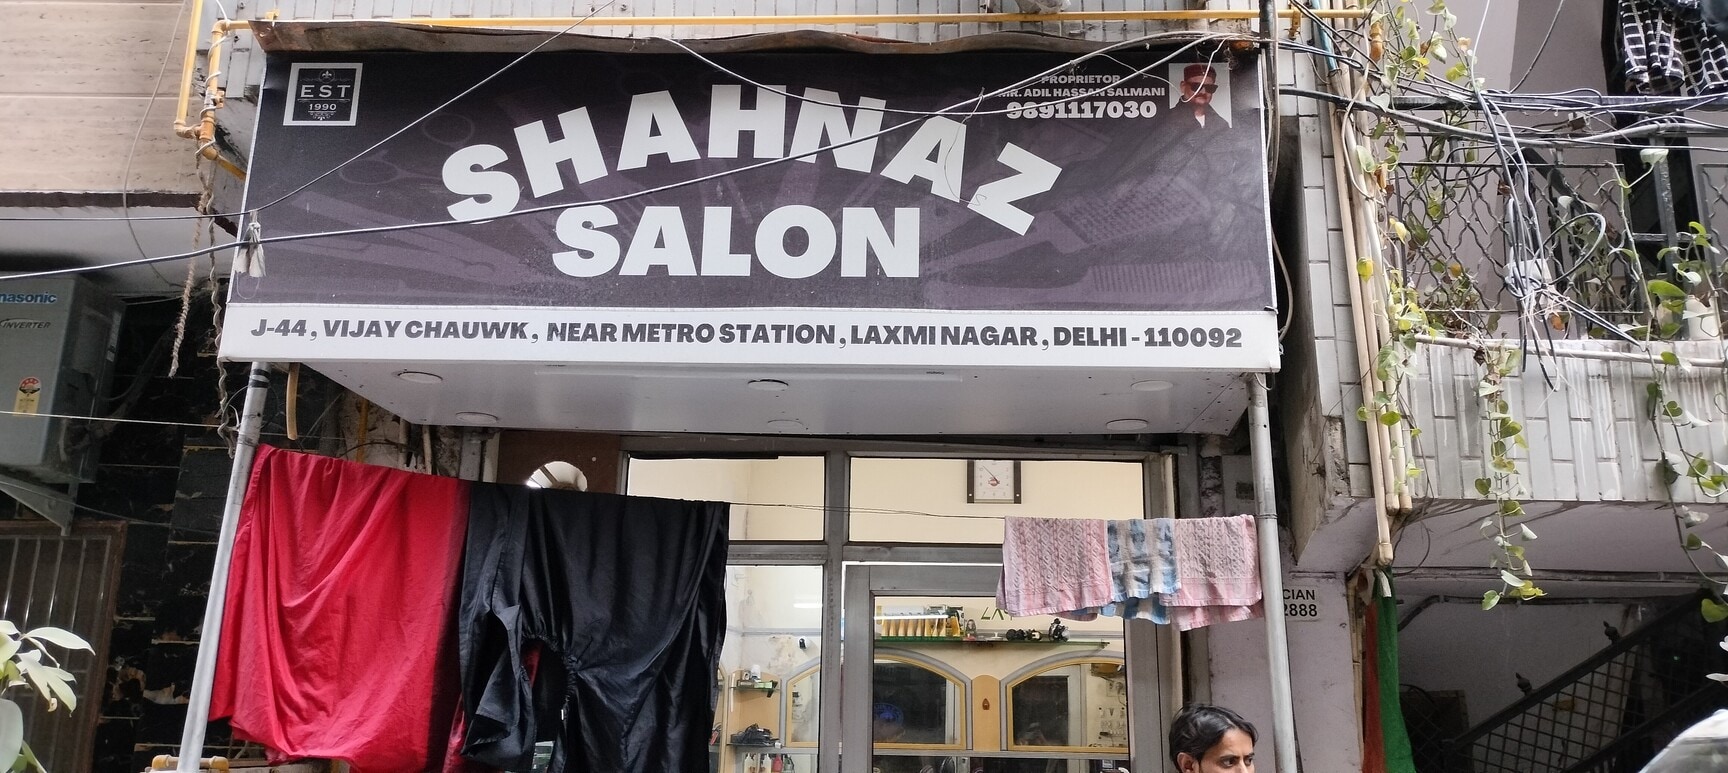 EST
1990
PROPRIETOR
MR. ADIL HASSAN SALMANI
9891117030
SHAHNAZ
SALON
J-44, VIJAY CHAUWK, NEAR METRO STATION, LAXMI NAGAR, DELHI - 110092
nasonic
INVERTER
CIAN
2888